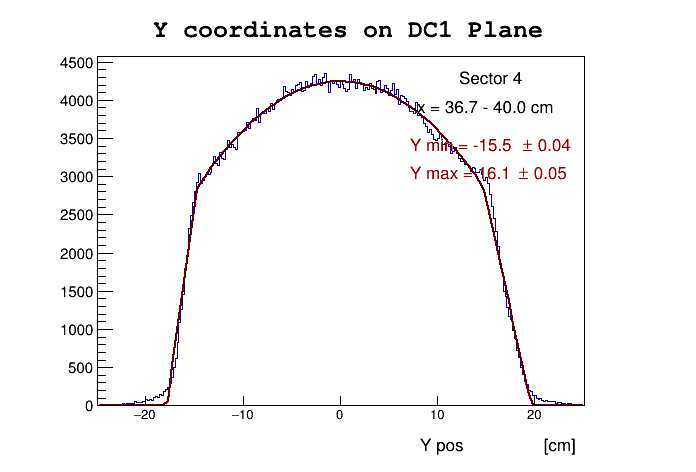 Y coordinates on DC1 Plane
4500
4000
3500
3000
2500
2000
1500
1000
500
0
−20
−10
0
10
20
Sector 4
x = 36.7 - 40.0 cm
Y min = -15.5 ± 0.04
Y max = 16.1 ± 0.05
Y pos [cm]